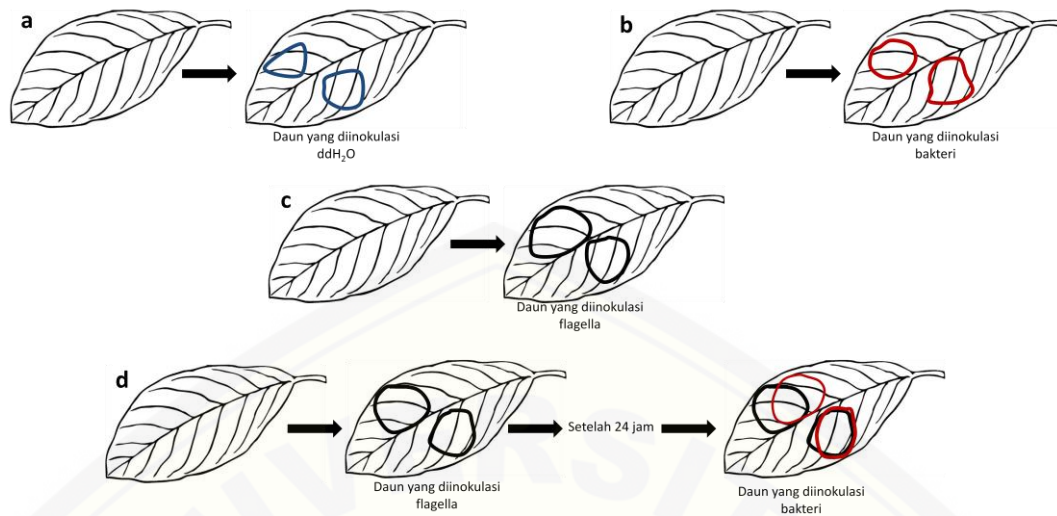 a
Daun yang diinokulasi
ddH₂O
b
Daun yang diinokulasi
bakteri
c
Daun yang diinokulasi
flagella
d
Daun yang diinokulasi
flagella
Setelah 24 jam
Daun yang diinokulasi
bakteri